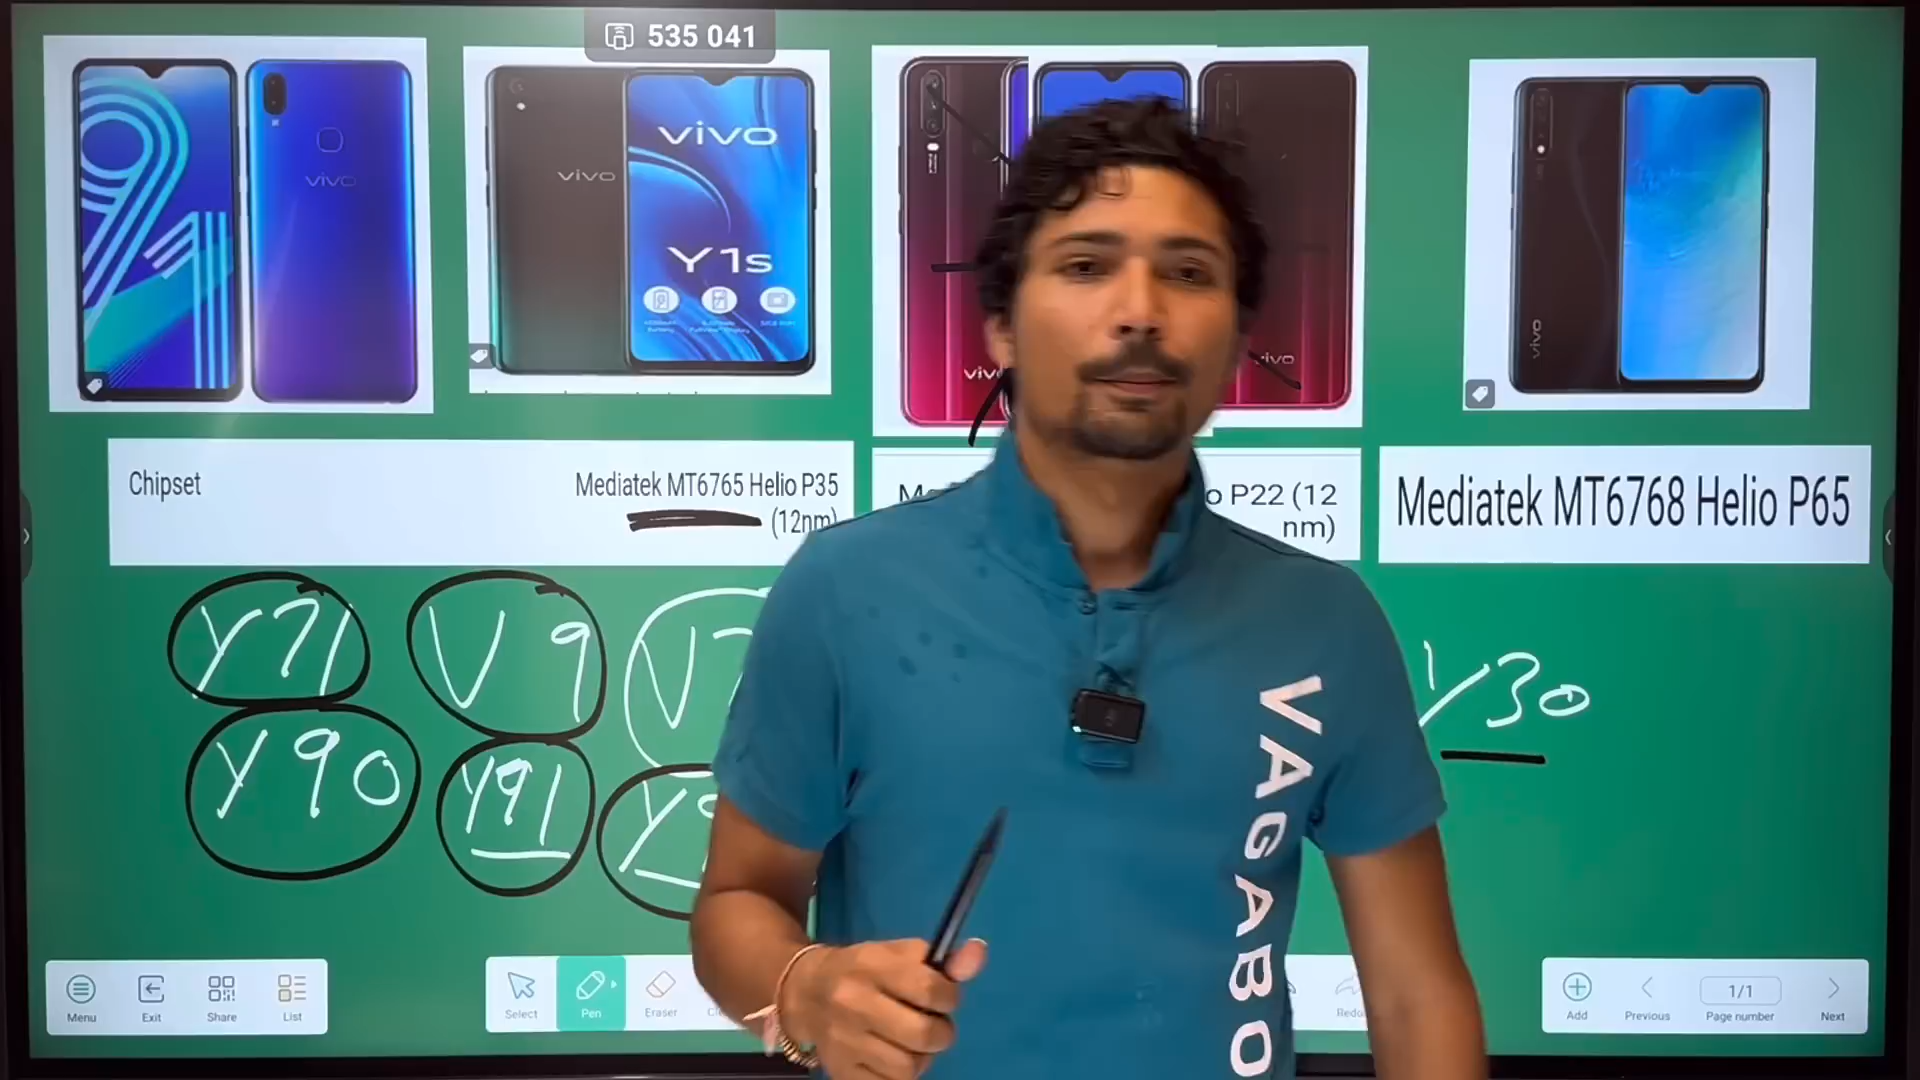 535 041
vivo
vivo
vivo
Y1s
vivo
vivo
Chipset
Mediatek MT6765 Helio P35
(12nm)
P22 (12
nm)
Mediatek MT6768 Helio P65
Y71
V9
Y30
Y90
Y91
VAGABO
Menu
Exit
Share
List
Select
Pen
Eraser
Redo
Add
Previous
1/1
Page number
Next